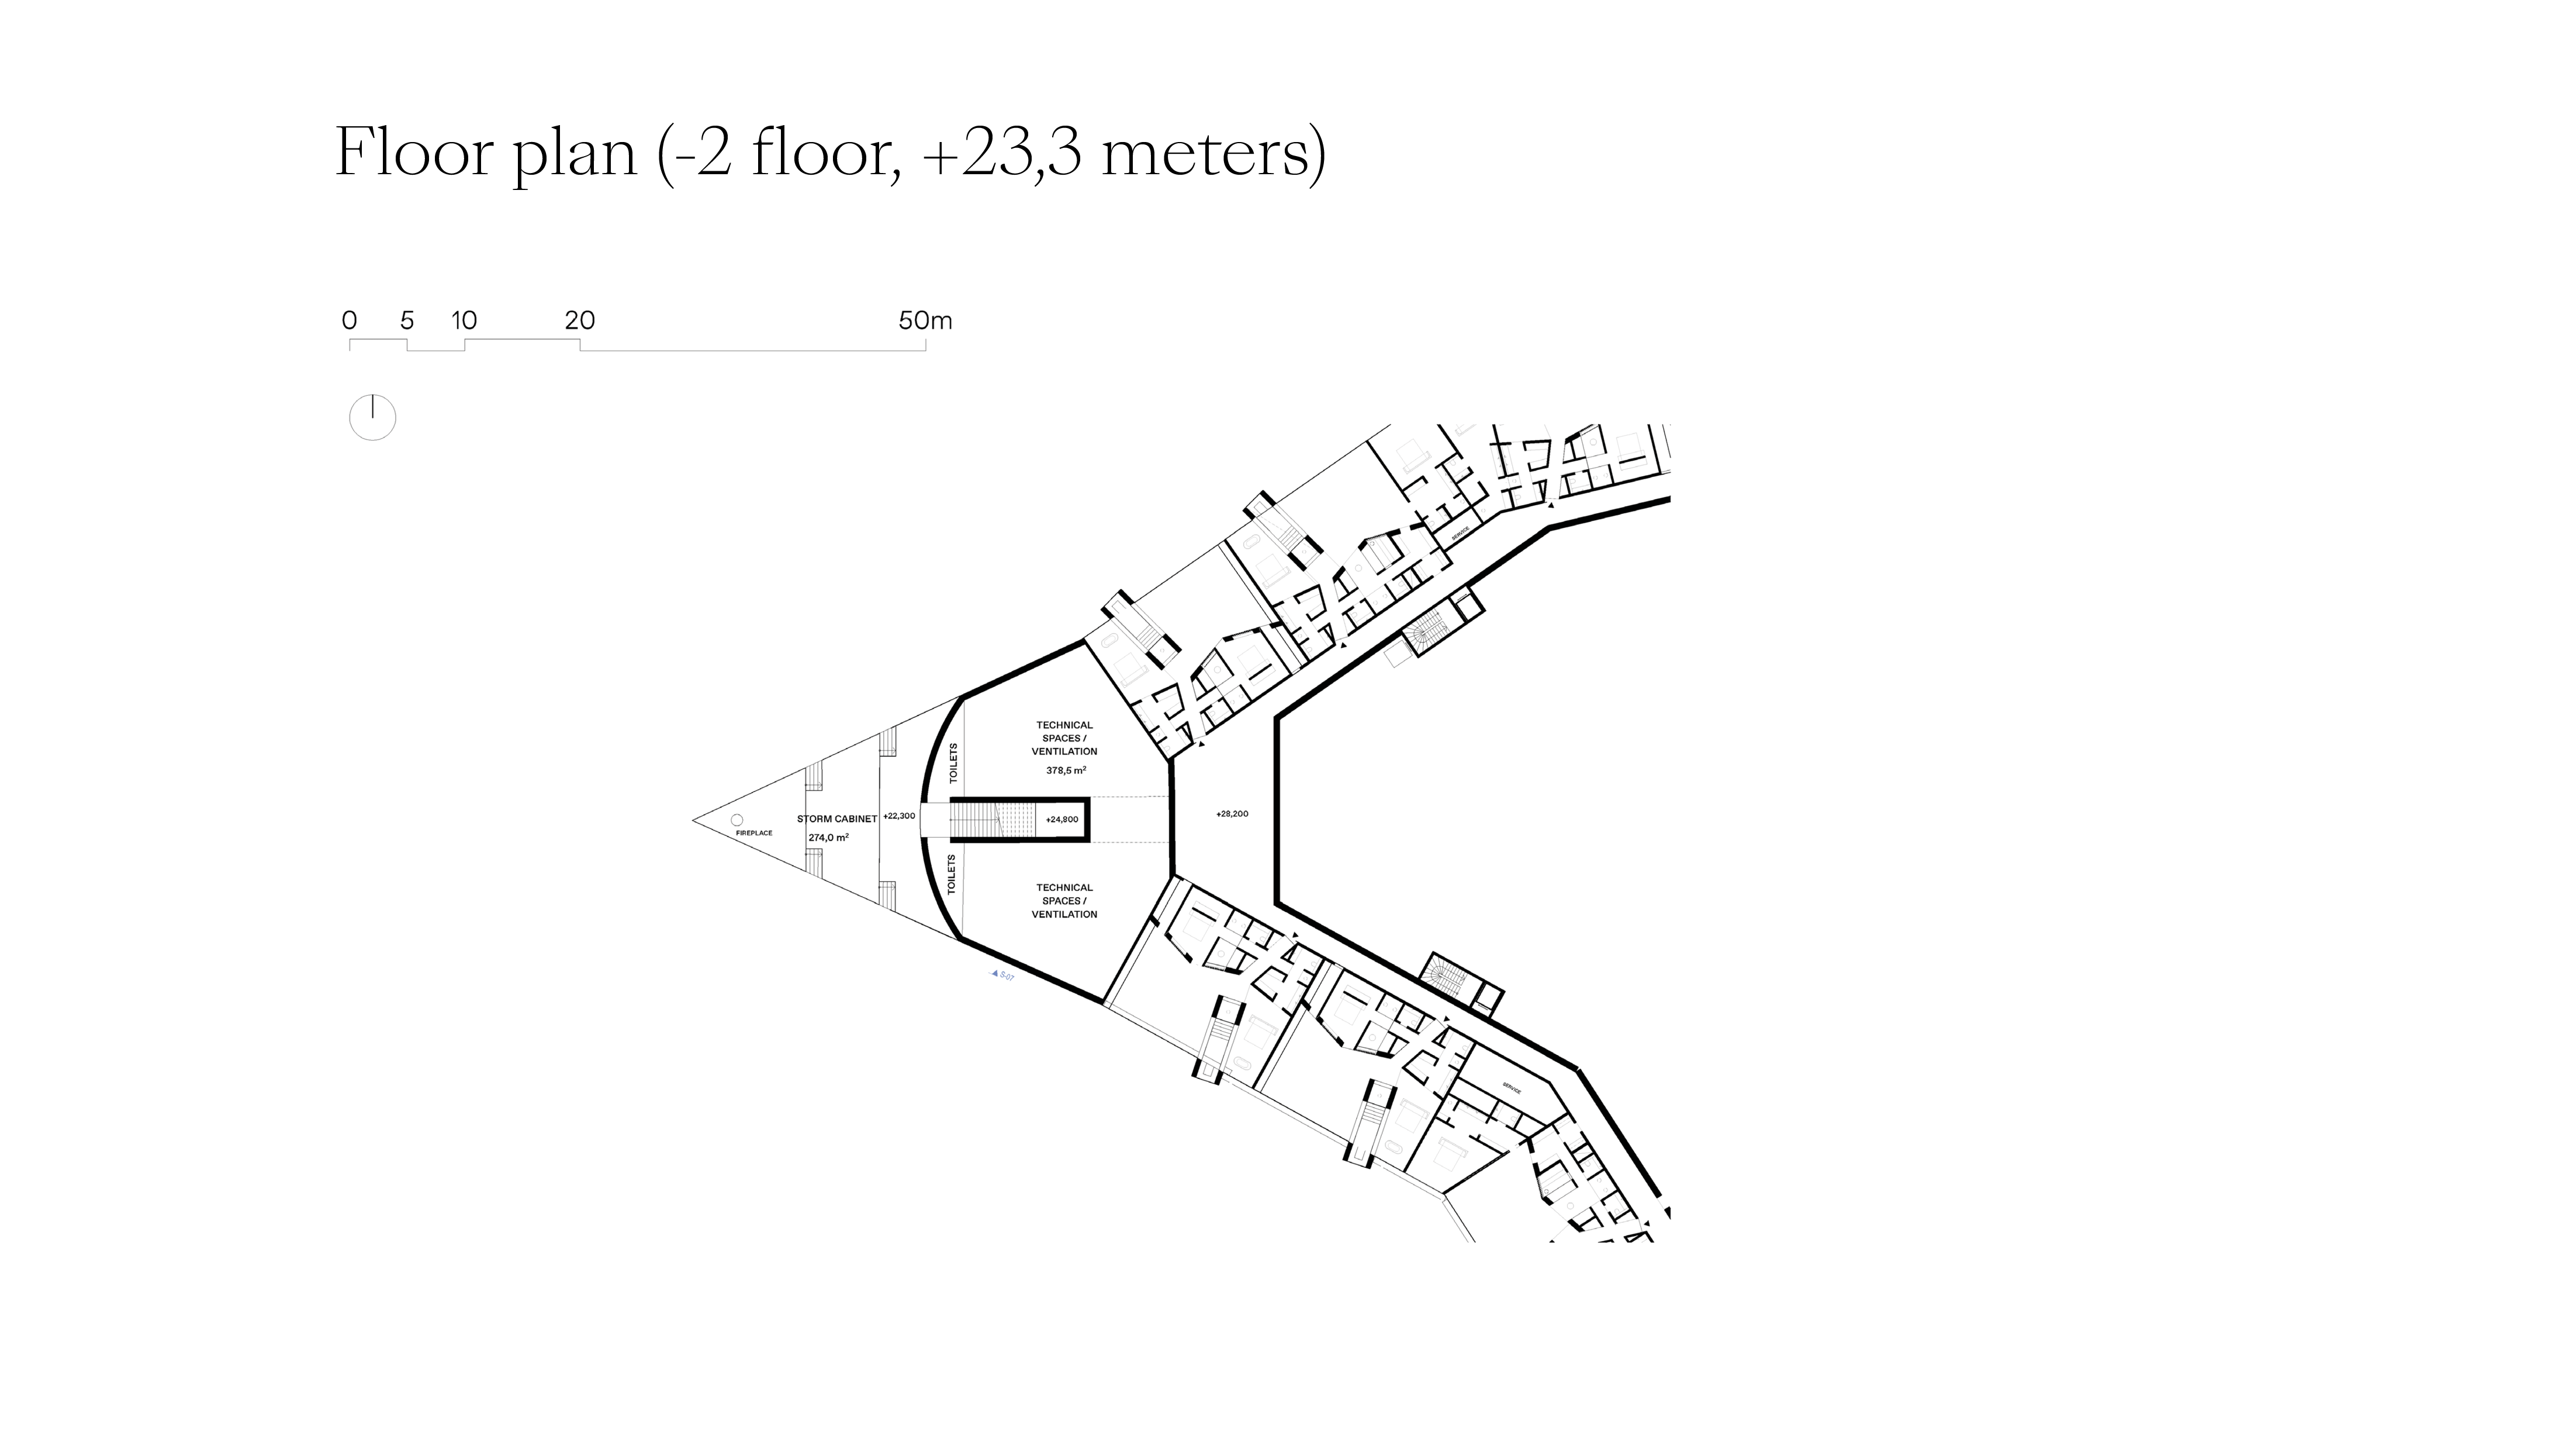 Floor plan (-2 floor, +23,3 meters)
0 5 10 20 50m
SERVICE
TECHNICAL
SPACES /
VENTILATION
378,5 m²
TOILETS
STORM CABINET
274,0 m²
+22,300
+24,800
+28,200
FIREPLACE
TOILETS
TECHNICAL
SPACES /
VENTILATION
S-07
SERVICE